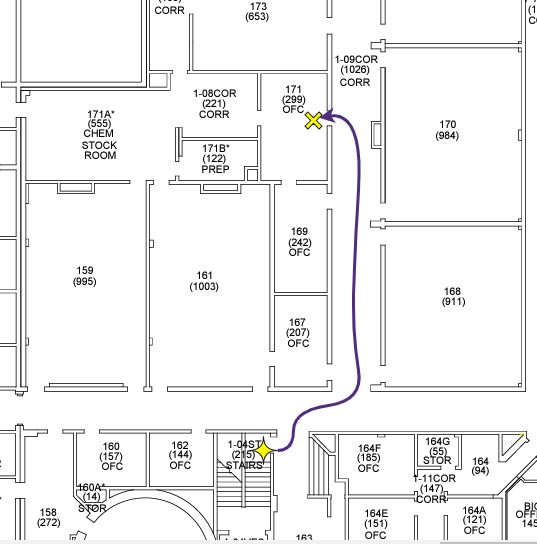 CORR
173
(653)
1-09COR
(1026)
CORR
1-08COR
(221)
CORR
171
(299)
OFC
171A*
(555)
CHEM
STOCK
ROOM
170
(984)
171B*
(122)
PREP
169
(242)
OFC
159
(995)
161
(1003)
168
(911)
167
(207)
OFC
160
(157)
OFC
162
(144)
OFC
1-04ST
(215)
STAIRS
164F
(185)
OFC
164G
(55)
STOR
164
(94)
1-11COR
(147)
CORR
160A*
(14)
STOR
158
(272)
164E
(151)
OFC
164A
(121)
OFC
163
145